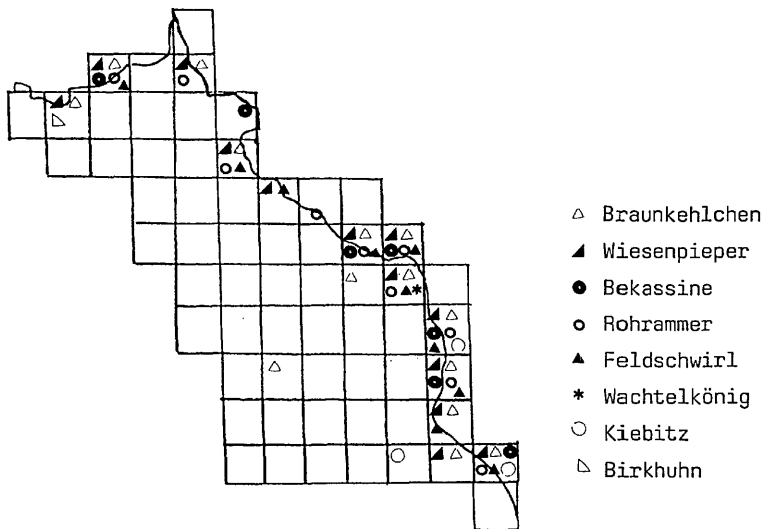 Braunkehlchen
Wiesenpieper
Bekassine
Rohrammer
Feldschwirl
Wachtelkönig
Kiebitz
Birkhuhn